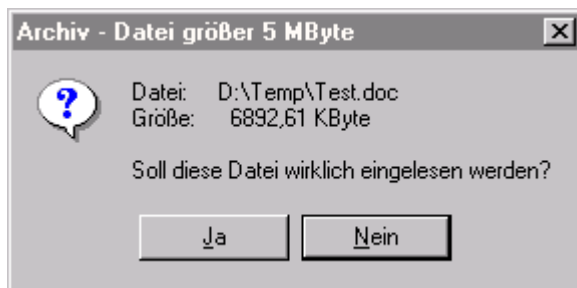 Archiv - Datei größer 5 MByte
Datei: D:\Temp\Test.doc
Größe: 6892,61 KByte
Soll diese Datei wirklich eingelesen werden?
Ja Nein